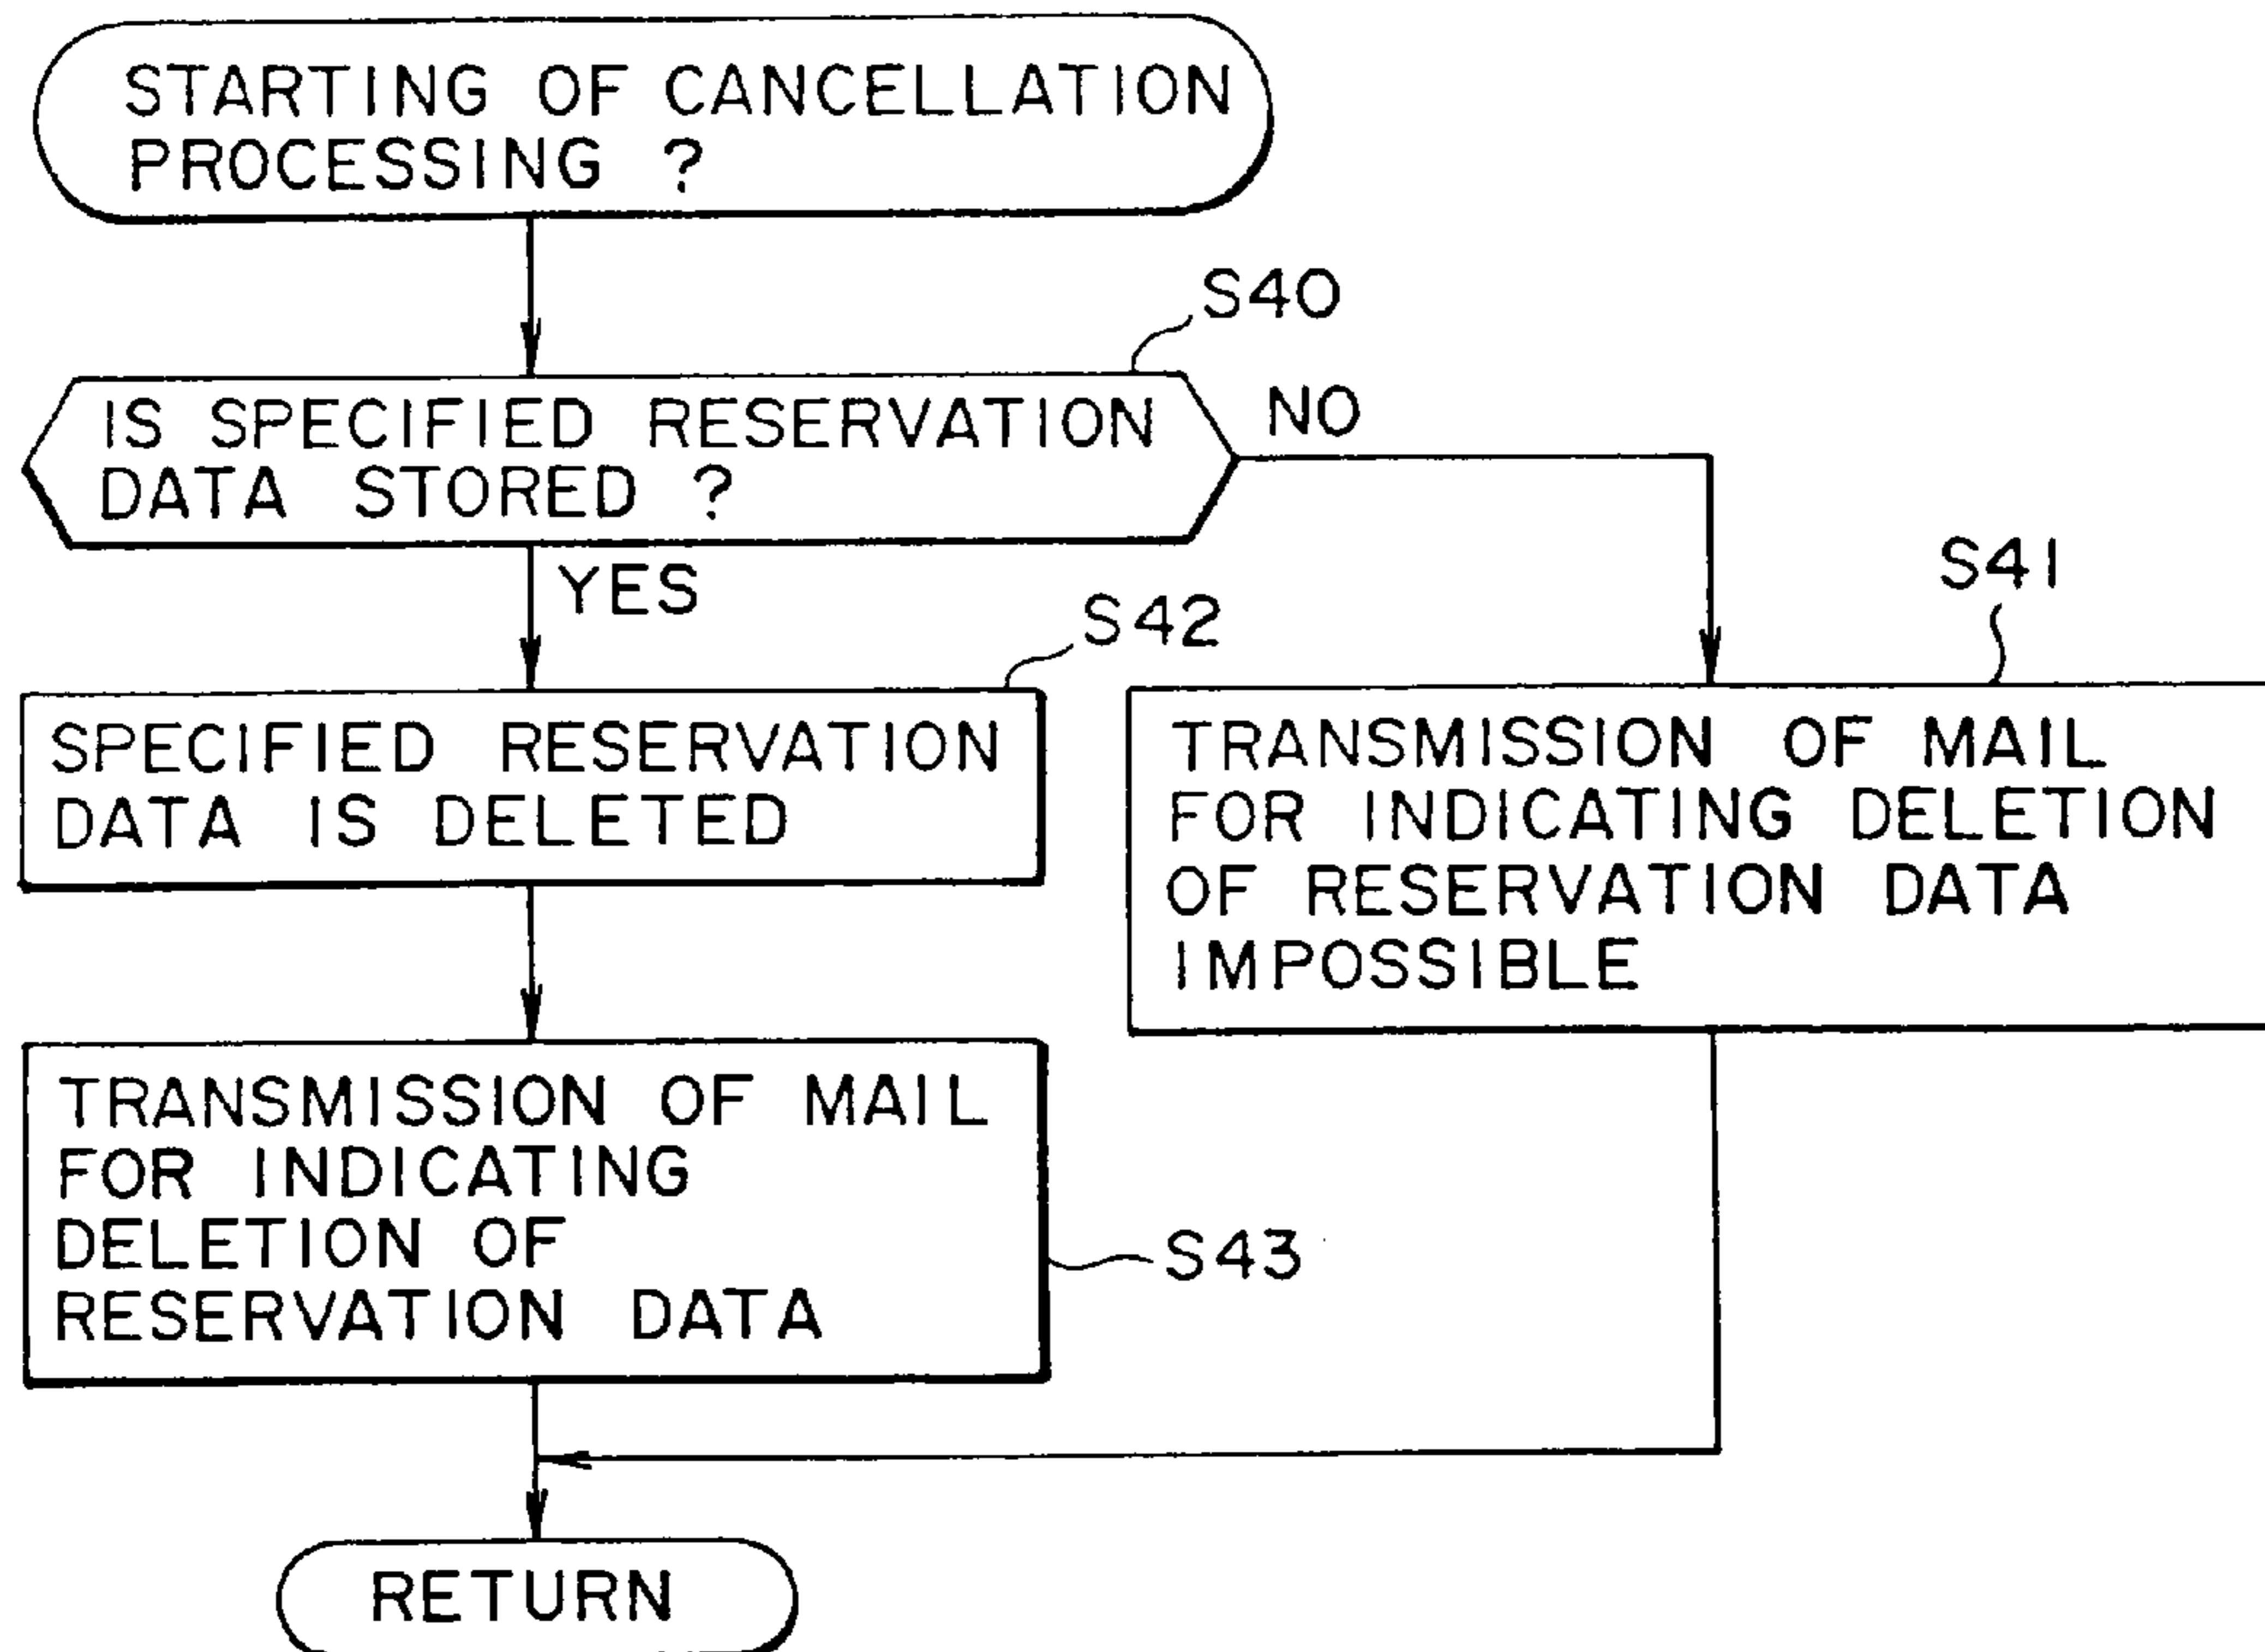 STARTING OF CANCELLATION
PROCESSING ?
S40
IS SPECIFIED RESERVATION
DATA STORED ?
NO
YES
S41
S42
SPECIFIED RESERVATION
DATA IS DELETED
TRANSMISSION OF MAIL
FOR INDICATING DELETION
OF RESERVATION DATA
IMPOSSIBLE
TRANSMISSION OF MAIL
FOR INDICATING
DELETION OF
RESERVATION DATA
S43
RETURN